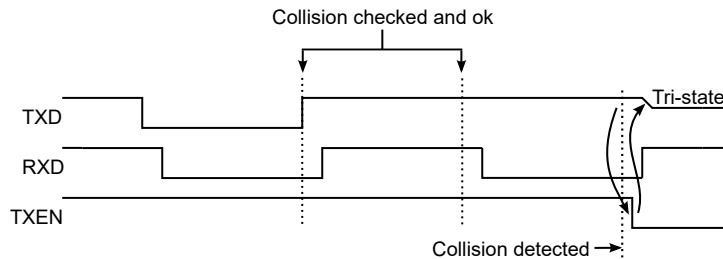 Collision checked and ok
Tri-state
TXD
RXD
TXEN
Collision detected